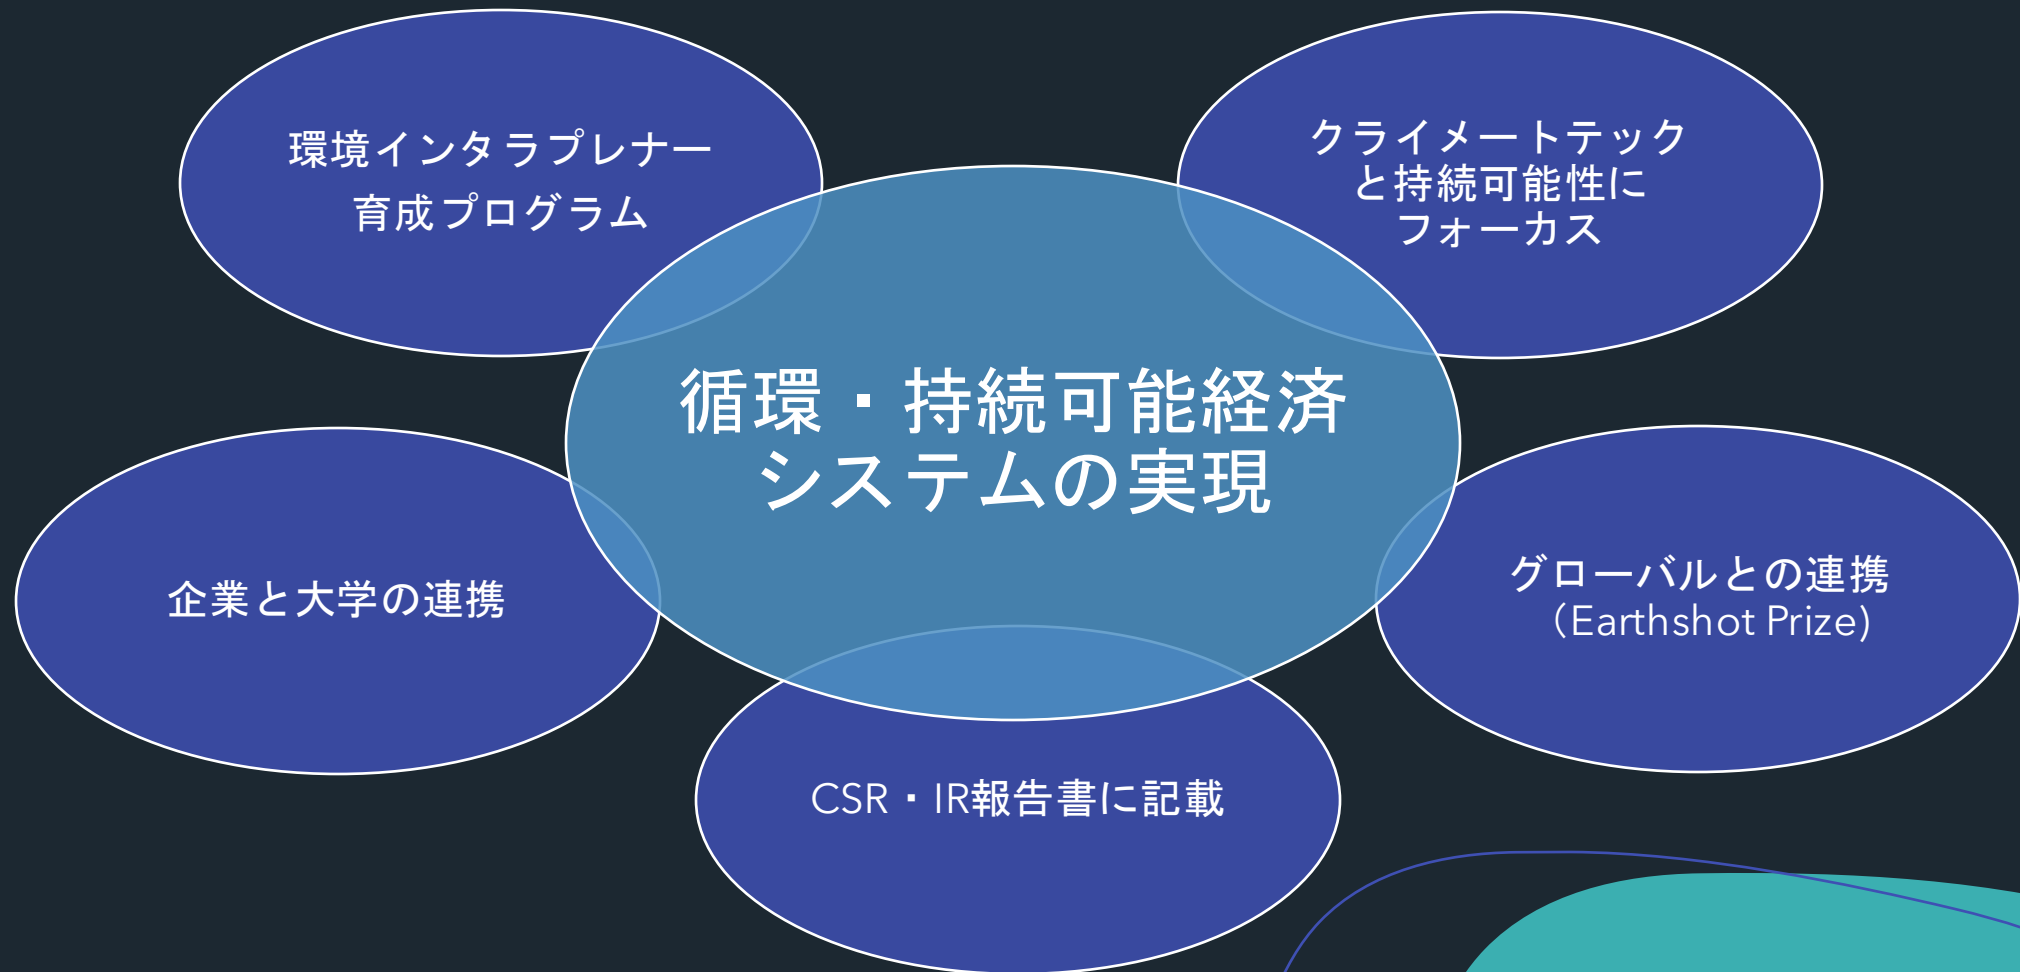 環境インタラプレナー
育成プログラム
クライメートテック
と持続可能性に
フォーカス
循環・持続可能経済
システムの実現
企業と大学の連携
グローバルとの連携
（Earthshot Prize)
CSR・IR報告書に記載